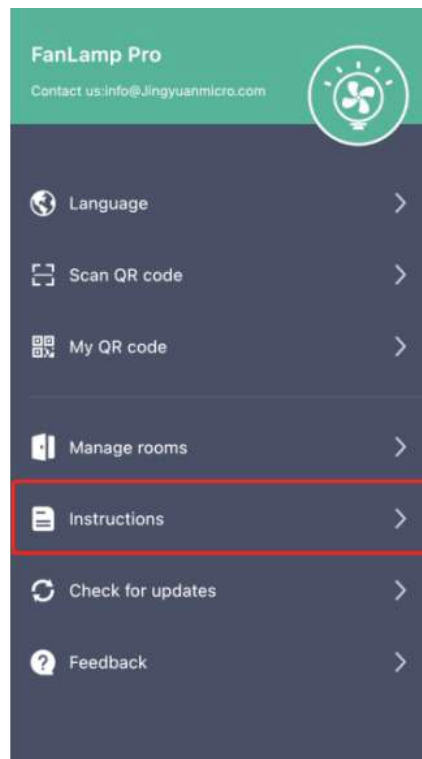 FanLamp Pro
Contact us:info@Jingyuanmicro.com
Language
Scan QR code
My QR code
Manage rooms
Instructions
Check for updates
Feedback